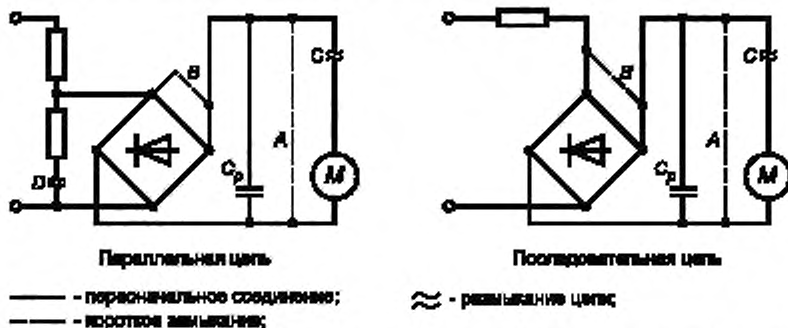 B
C
A
D
Cₚ
M
B
C
A
Cₚ
M
Параллельная цепь
Последовательная цепь
- первоначальное соединение;
- размыкание цепи;
- короткое замыкание;